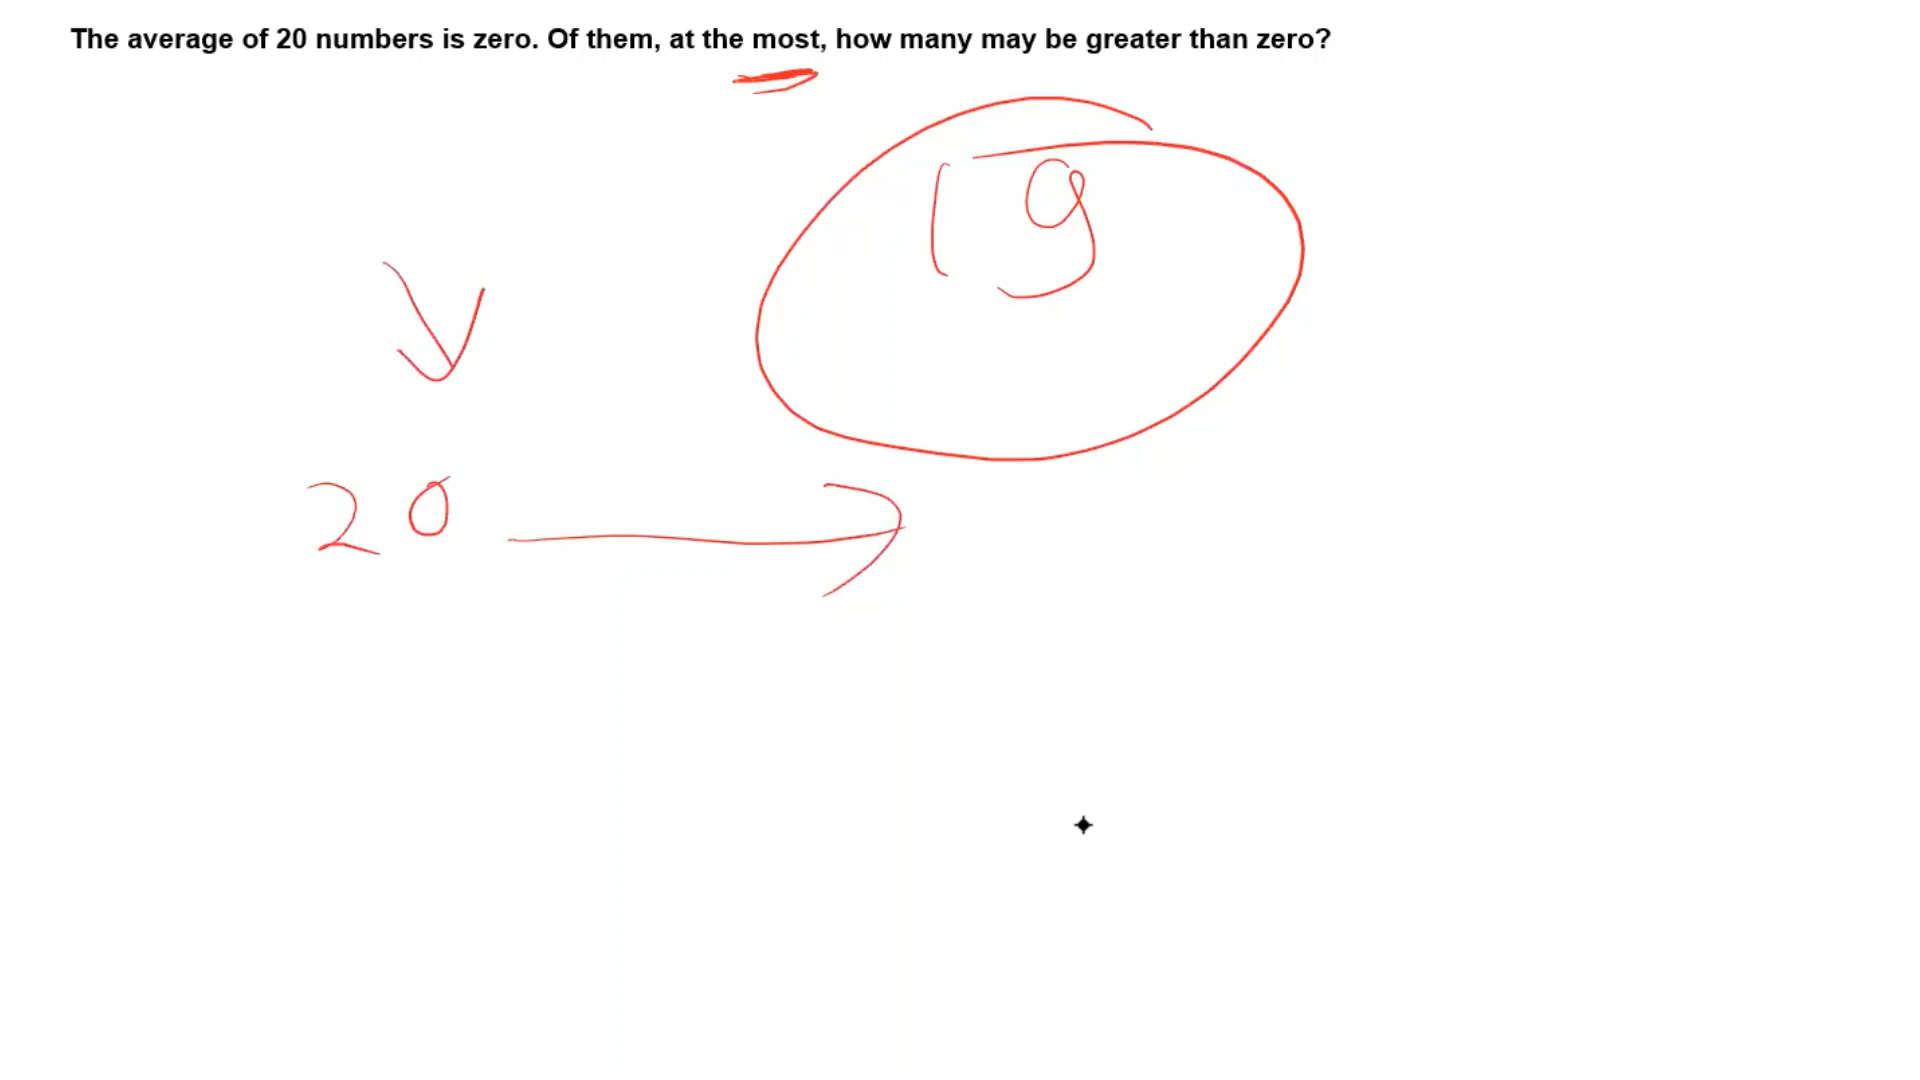 The average of 20 numbers is zero. Of them, at the most, how many may be greater than zero?
19
20